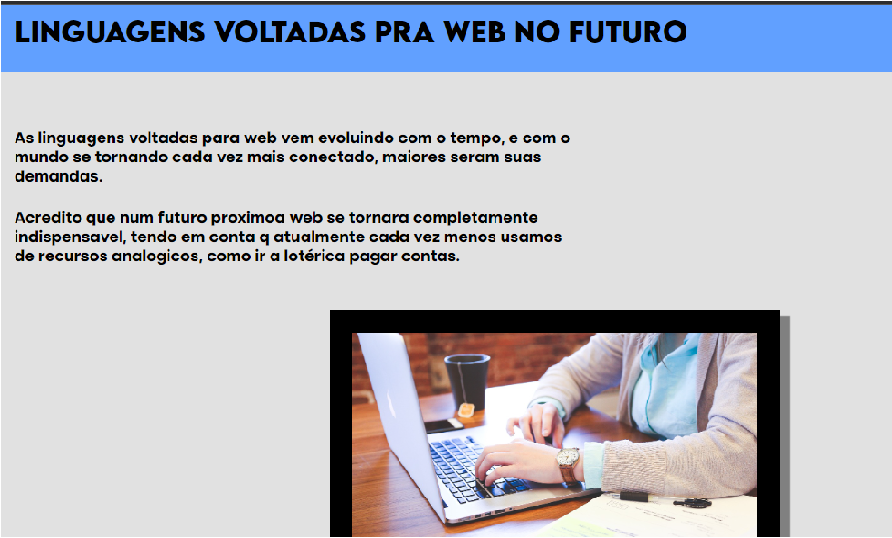 LINGUAGENS VOLTADAS PRA WEB NO FUTURO
As linguagens voltadas para web vem evoluindo com o tempo, e com o
mundo se tornando cada vez mais conectado, maiores seram suas
demandas.
Acredito que num futuro proximoa web se tornara completamente
indispensavel, tendo em conta q atualmente cada vez menos usamos
de recursos analogicos, como ir a lotérica pagar contas.